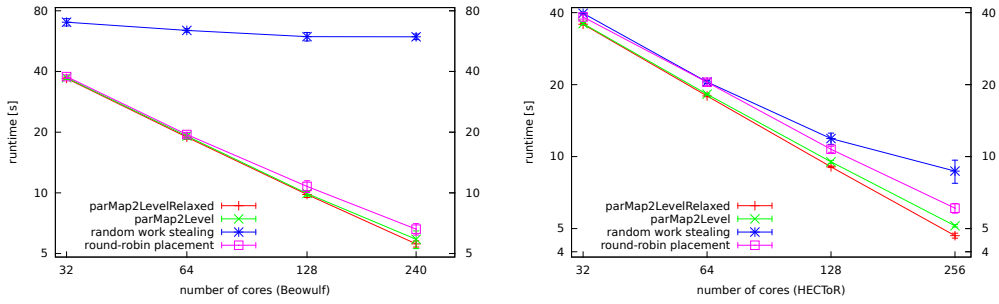 80
40
20
10
5
runtime [s]
80
40
20
10
5
parMap2LevelRelaxed
parMap2Level
random work stealing
round-robin placement
32 64 128 240
number of cores (Beowulf)
40
20
10
5
4
runtime [s]
40
20
10
5
4
parMap2LevelRelaxed
parMap2Level
random work stealing
round-robin placement
32 64 128 256
number of cores (HECToR)